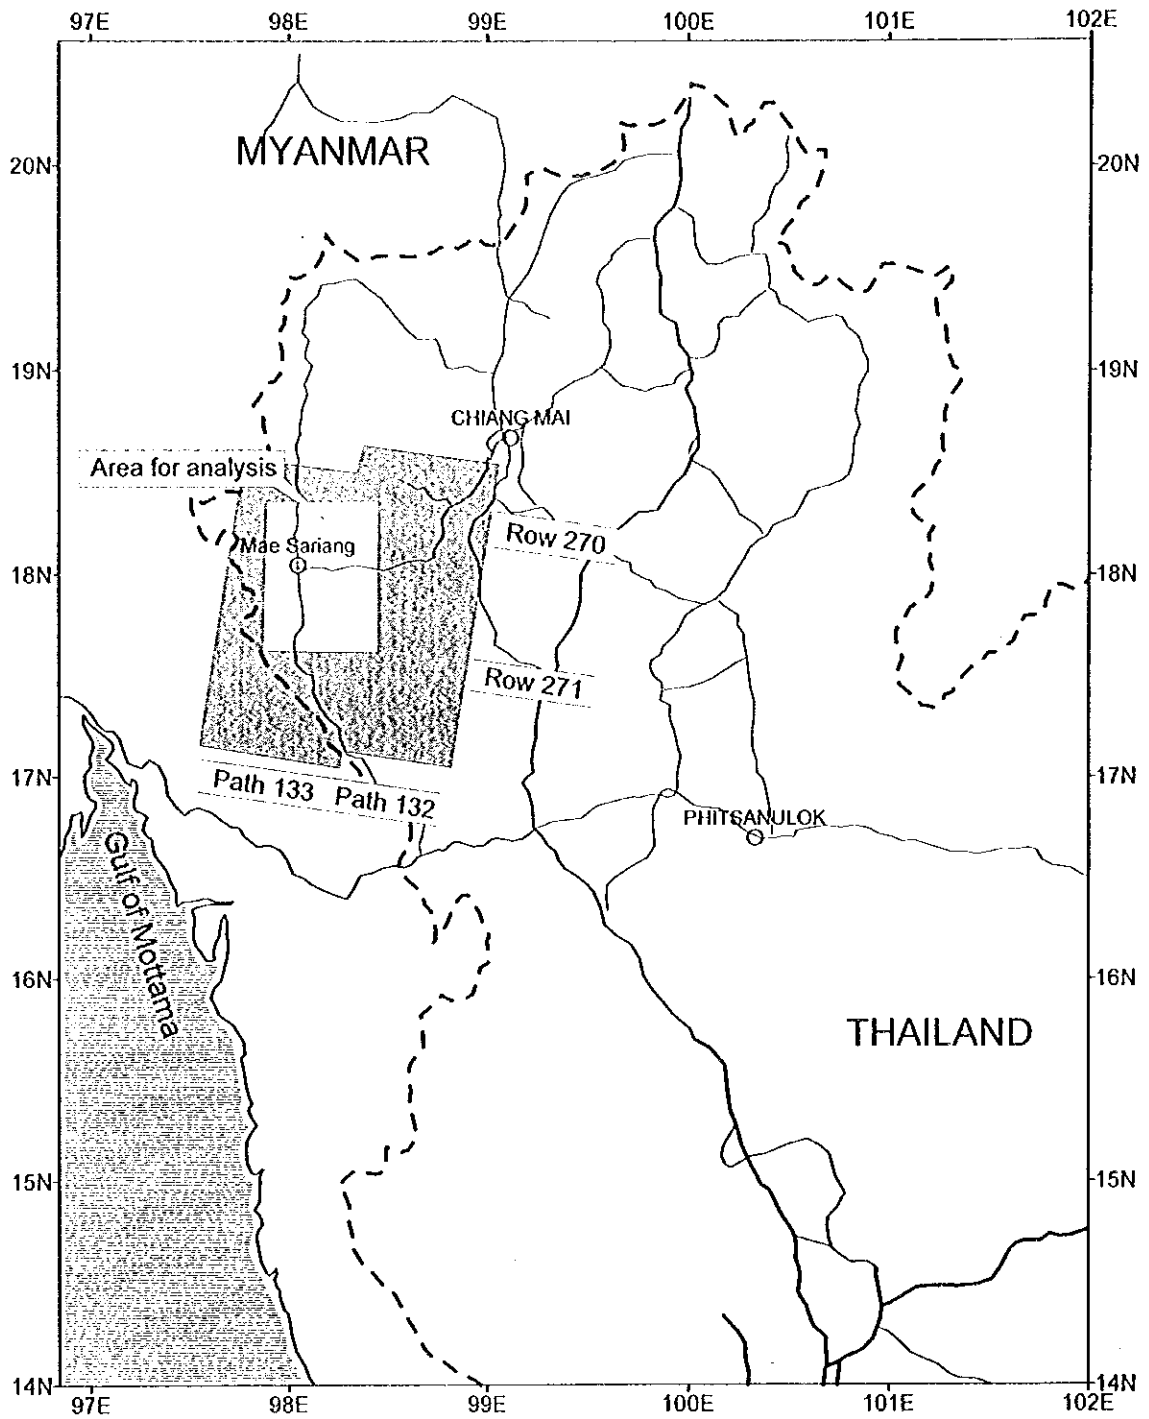 97E 98E 99E 100E 101E 102E
MYANMAR
20N 20N
19N 19N
CHIANG MAI
Area for analysis
Row 270
Mae Sariang
18N 18N
Row 271
17N 17N
Path 133 Path 132
PHITSANULOK
Gulf of Mottama
16N 16N
THAILAND
15N 15N
14N 14N
97E 98E 99E 100E 101E 102E